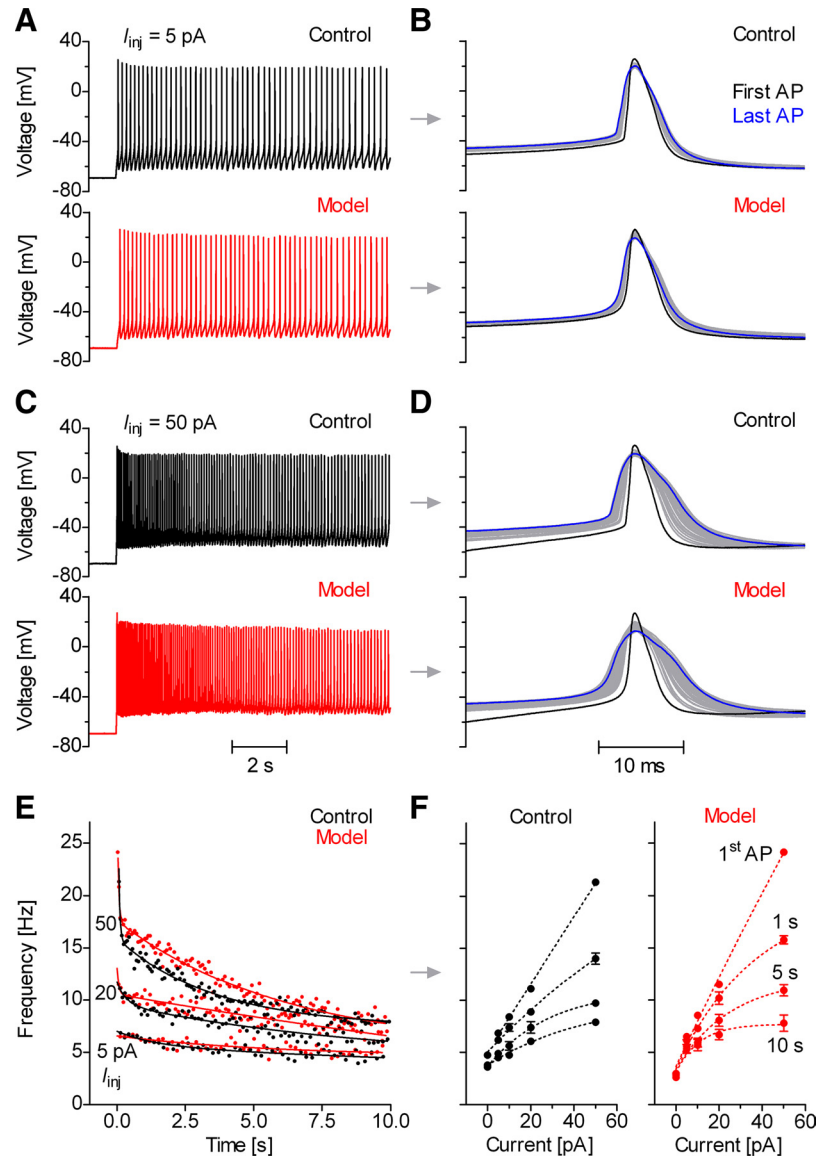 A
I inj = 5 pA
Control
40
0
-40
-80
Voltage [mV]
Model
40
0
-40
-80
Voltage [mV]
B
Control
First AP
Last AP
Model
C
I inj = 50 pA
Control
40
0
-40
-80
Voltage [mV]
Model
40
0
-40
-80
Voltage [mV]
2 s
D
Control
Model
10 ms
E
Control
Model
25
20
15
10
5
0
Frequency [Hz]
50
20
5 pA
I inj
0.0 2.5 5.0 7.5 10.0
Time [s]
F
Control
0 20 40 60
Current [pA]
Model
1st AP
1 s
5 s
10 s
0 20 40 60
Current [pA]